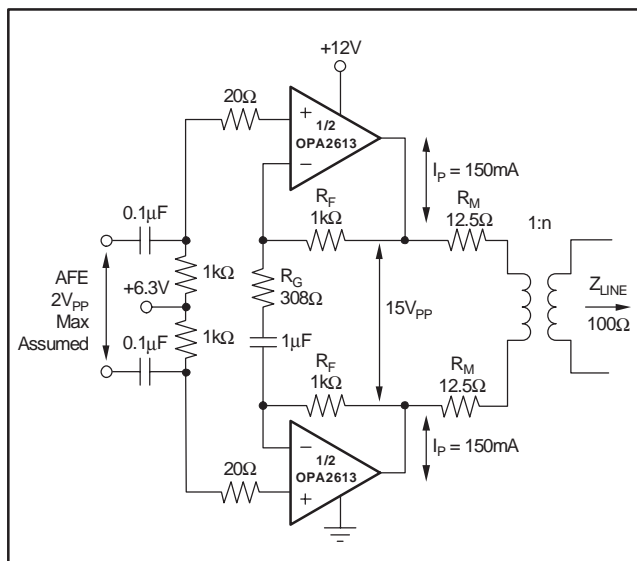 +12V
20Ω
+
1/2
OPA2613
−
I_P = 150mA
R_F
1kΩ
R_M
12.5Ω
1:n
0.1µF
AFE
2V_PP
Max
Assumed
1kΩ
+6.3V
1kΩ
0.1µF
R_G
308Ω
1µF
15V_PP
Z_LINE
100Ω
R_F
1kΩ
R_M
12.5Ω
−
1/2
OPA2613
+
20Ω
I_P = 150mA